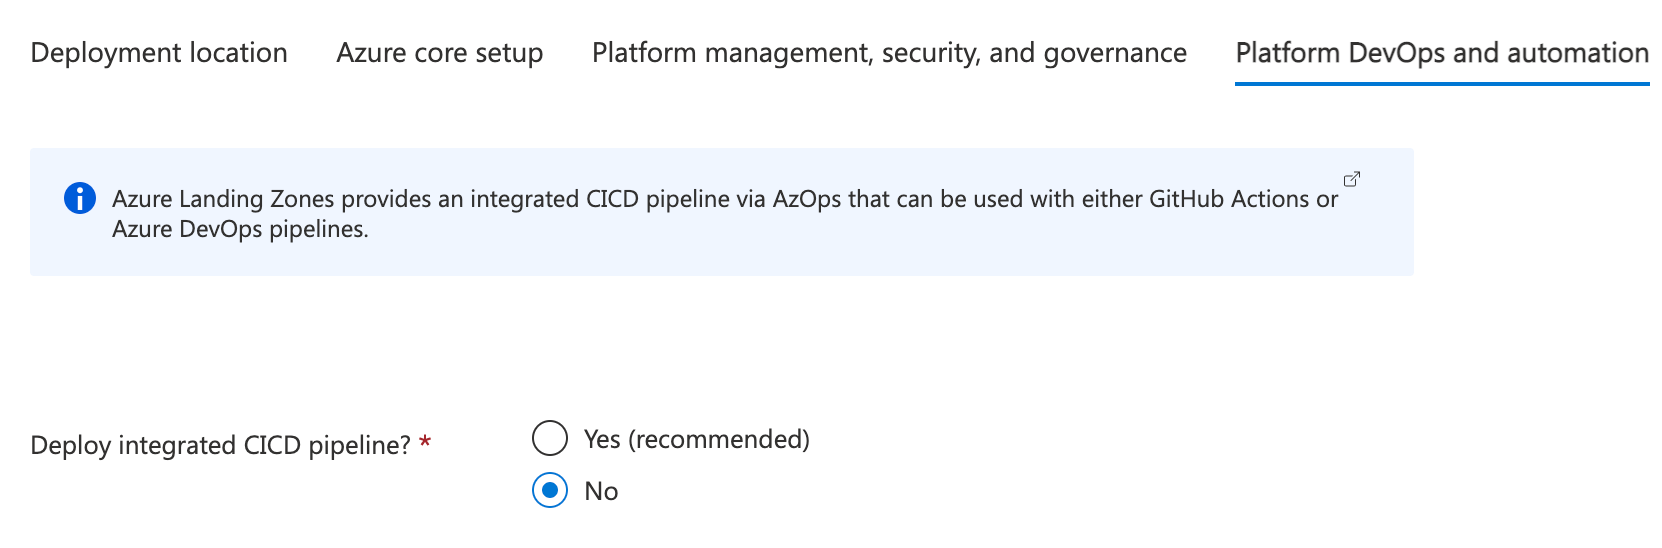 Deployment location
Azure core setup
Platform management, security, and governance
Platform DevOps and automation
Azure Landing Zones provides an integrated CICD pipeline via AzOps that can be used with either GitHub Actions or
Azure DevOps pipelines.
Deploy integrated CICD pipeline? *
Yes (recommended)
No